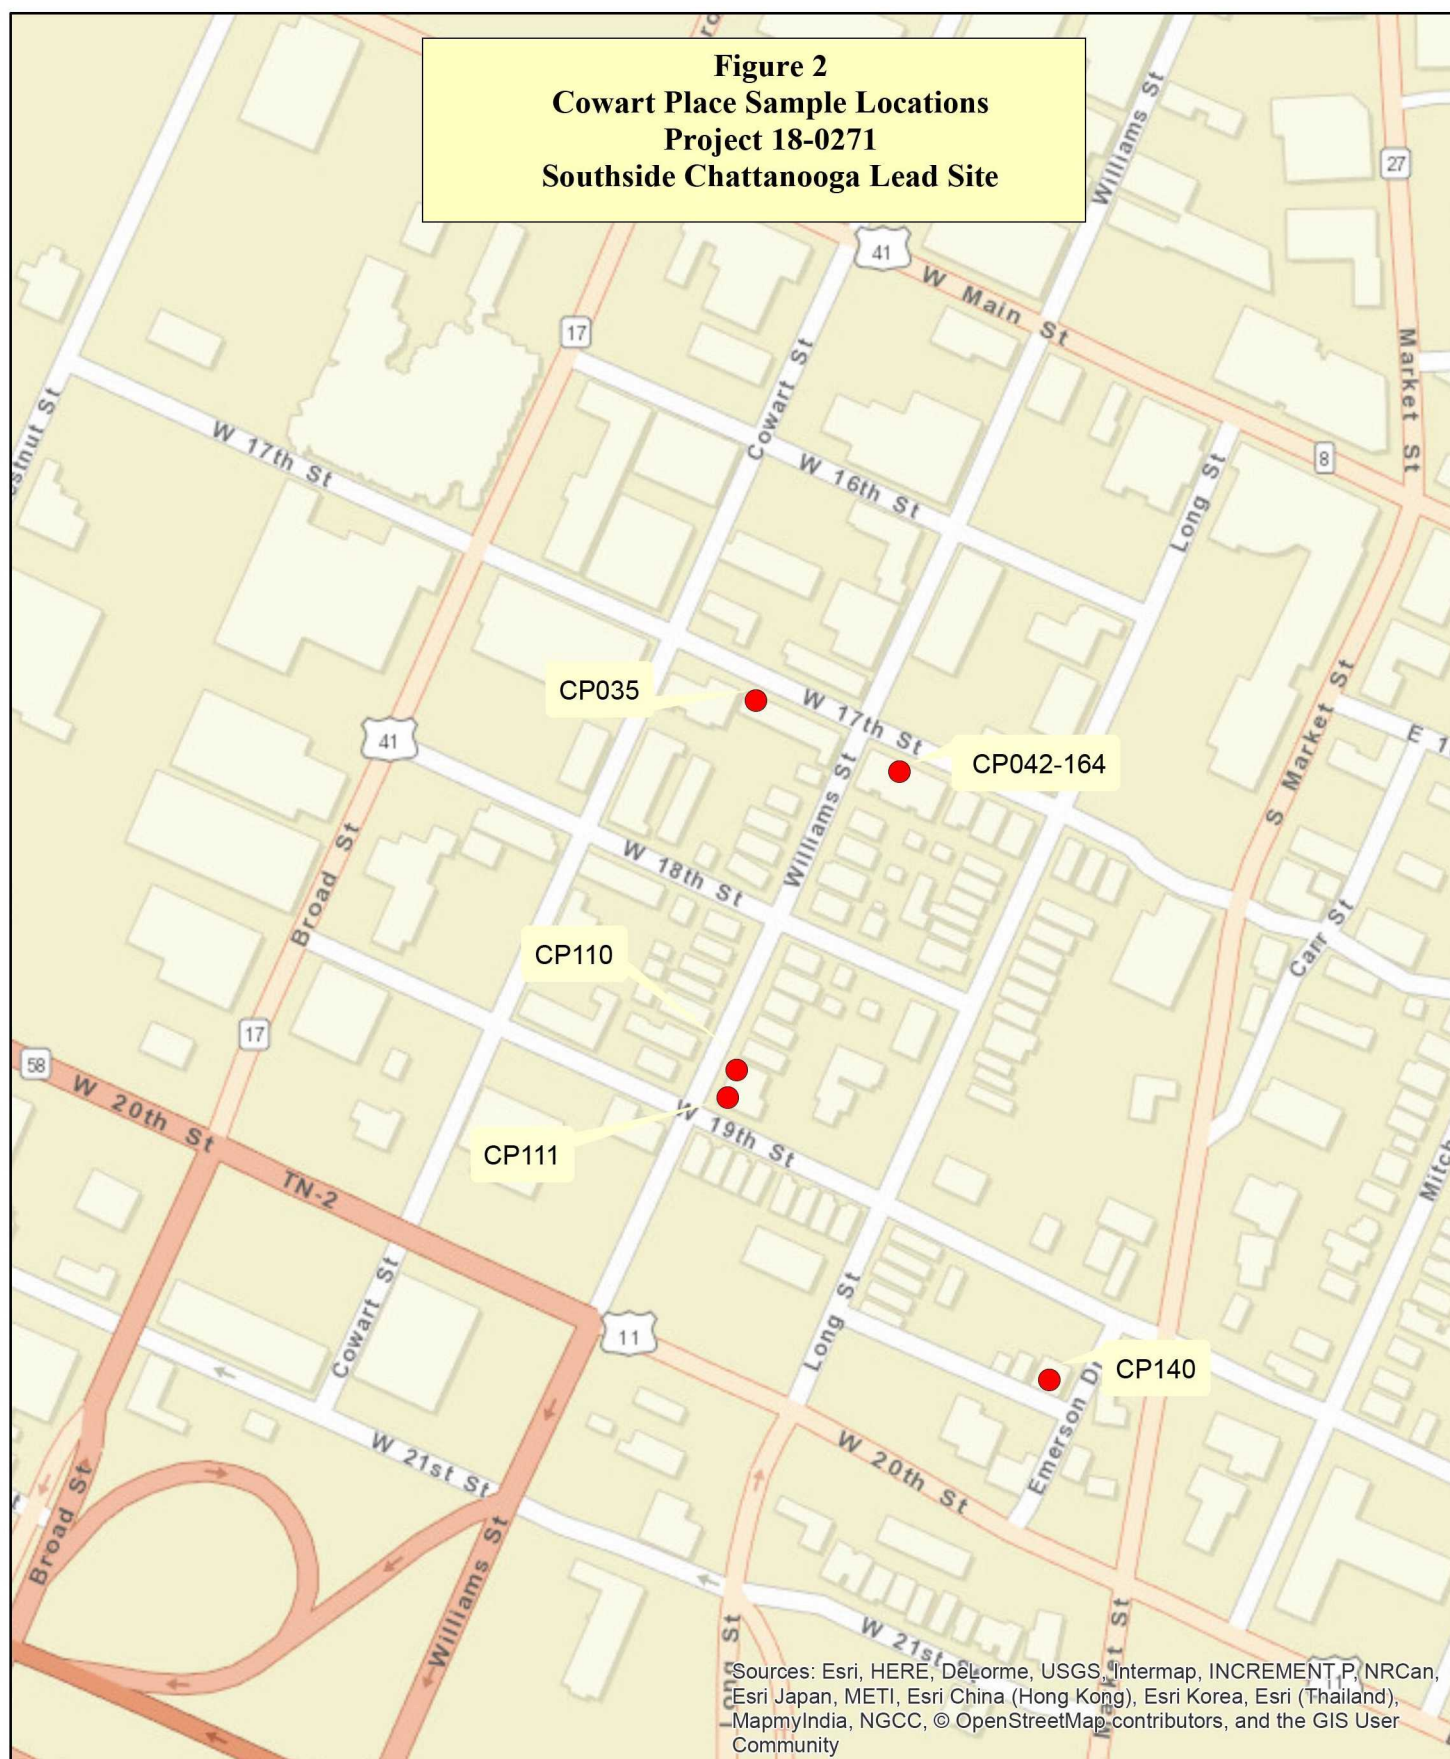 Figure 2
Cowart Place Sample Locations
Project 18-0271
Southside Chattanooga Lead Site
Williams St
27
41
W Main St
17
Market St
Cowart St
estnut St
W 17th St
W 16th St
8
Long St
CP035
W 17th St
S Market St
E 1
41
CP042-164
Williams St
Broad St
W 18th St
Carr St
CP110
17
58
W 20th St
W 19th St
CP111
Mitch
TN-2
Cowart St
Long St
11
CP140
Emerson Dr
W 21st St
W 20th St
Broad St
Williams St
Long St
W 21st S
Market St
11
Sources: Esri, HERE, DeLorme, USGS, Intermap, INCREMENT P, NRCan,
Esri Japan, METI, Esri China (Hong Kong), Esri Korea, Esri (Thailand),
MapmyIndia, NGCC, © OpenStreetMap contributors, and the GIS User
Community